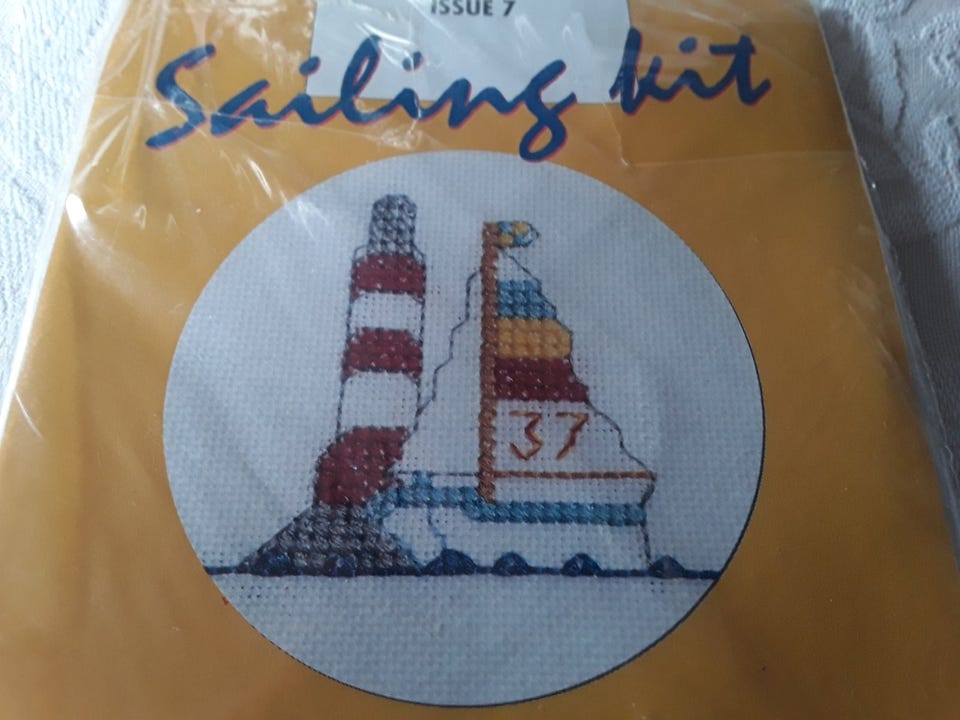 ISSUE 7
Sailing kit
37